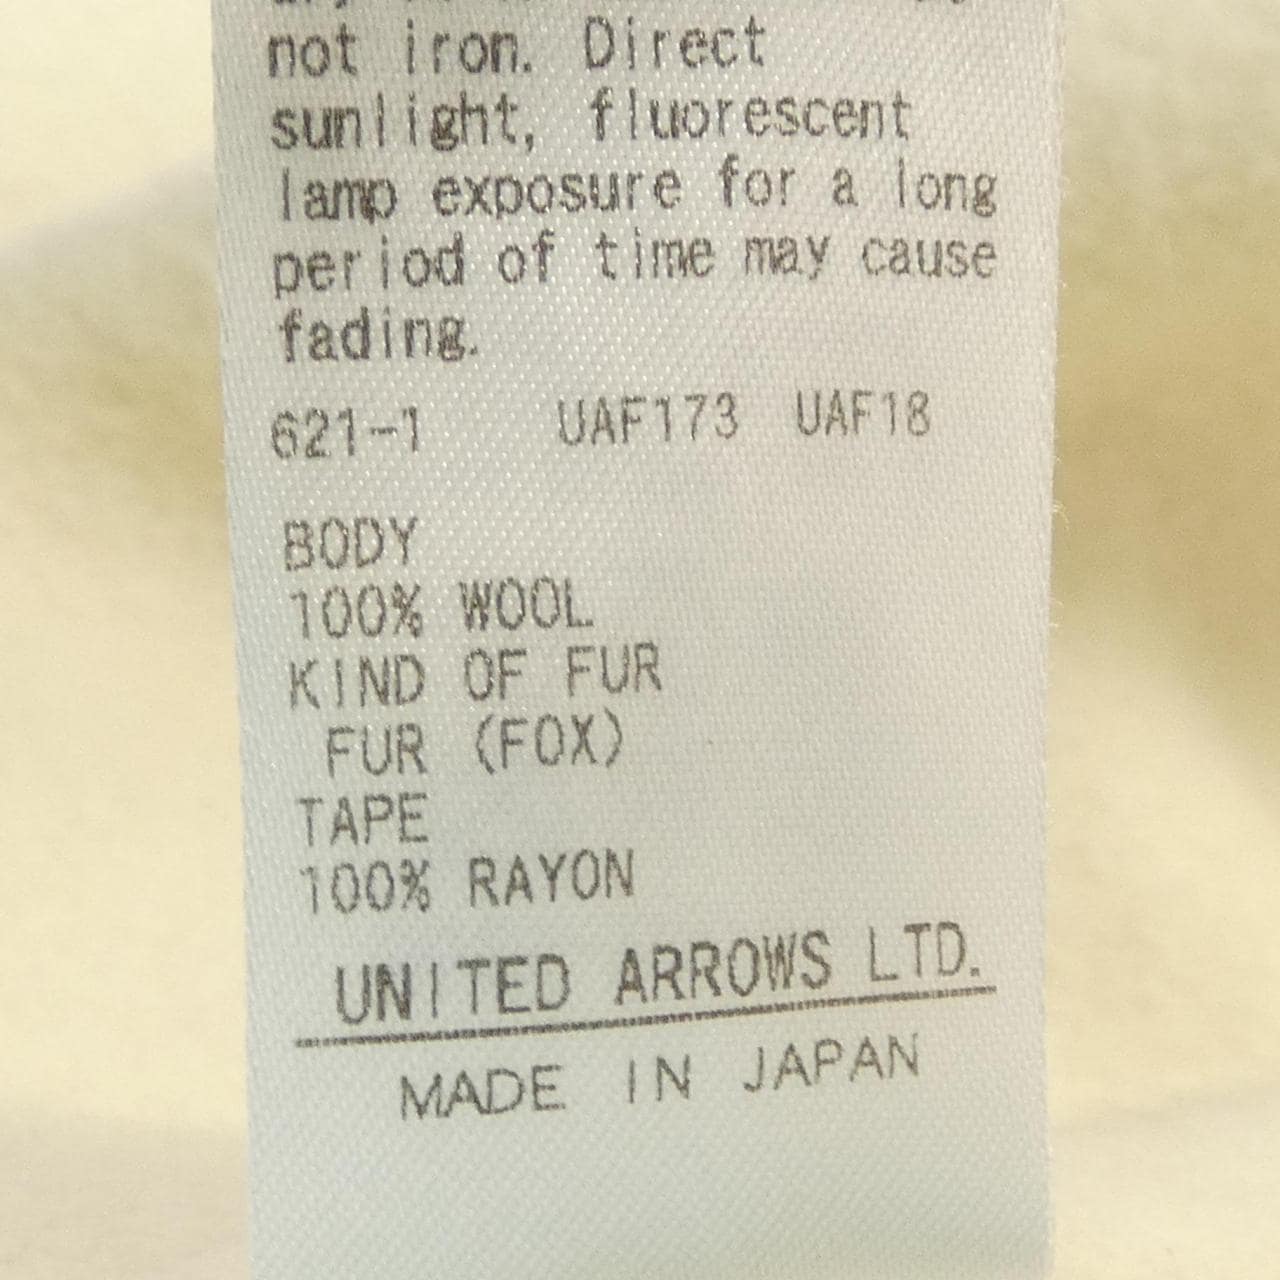 not iron. Direct
sunlight, fluorescent
lamp exposure for a long
period of time may cause
fading.
621-1 UAF173 UAF18
BODY
100% WOOL
KIND OF FUR
FUR (FOX)
TAPE
100% RAYON
UNITED ARROWS LTD.
MADE IN JAPAN